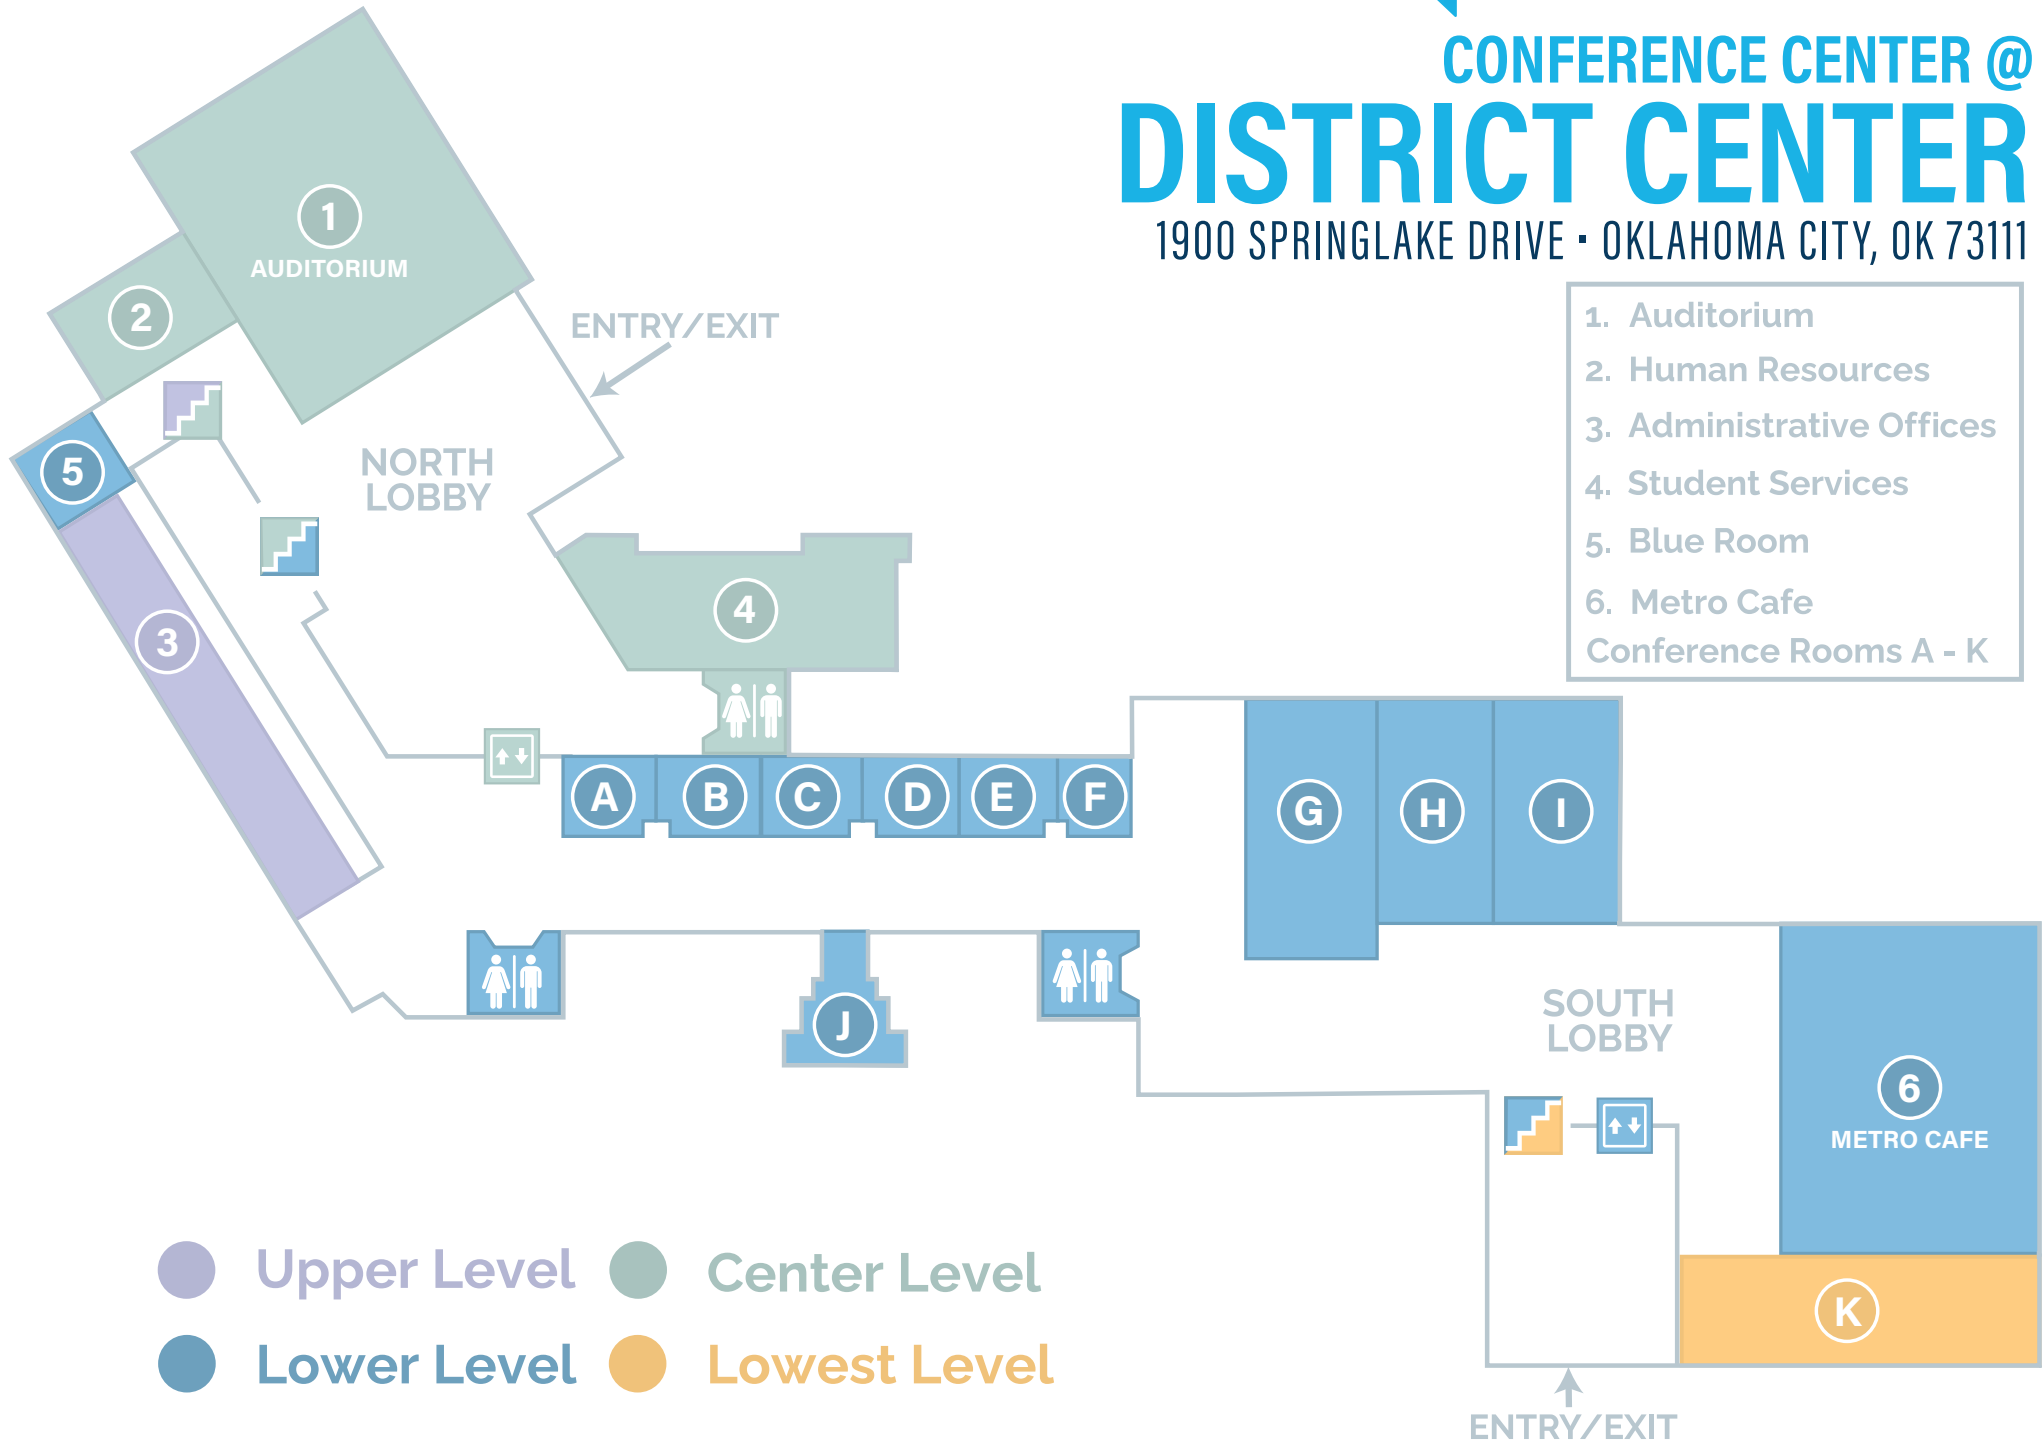 CONFERENCE CENTER @
DISTRICT CENTER
1900 SPRINGLAKE DRIVE • OKLAHOMA CITY, OK 73111
1. Auditorium
2. Human Resources
3. Administrative Offices
4. Student Services
5. Blue Room
6. Metro Cafe
Conference Rooms A - K
1
AUDITORIUM
2
ENTRY/EXIT
NORTH
LOBBY
5
3
4
A
B
C
D
E
F
G
H
I
J
SOUTH
LOBBY
6
METRO CAFE
K
ENTRY/EXIT
Upper Level
Center Level
Lower Level
Lowest Level